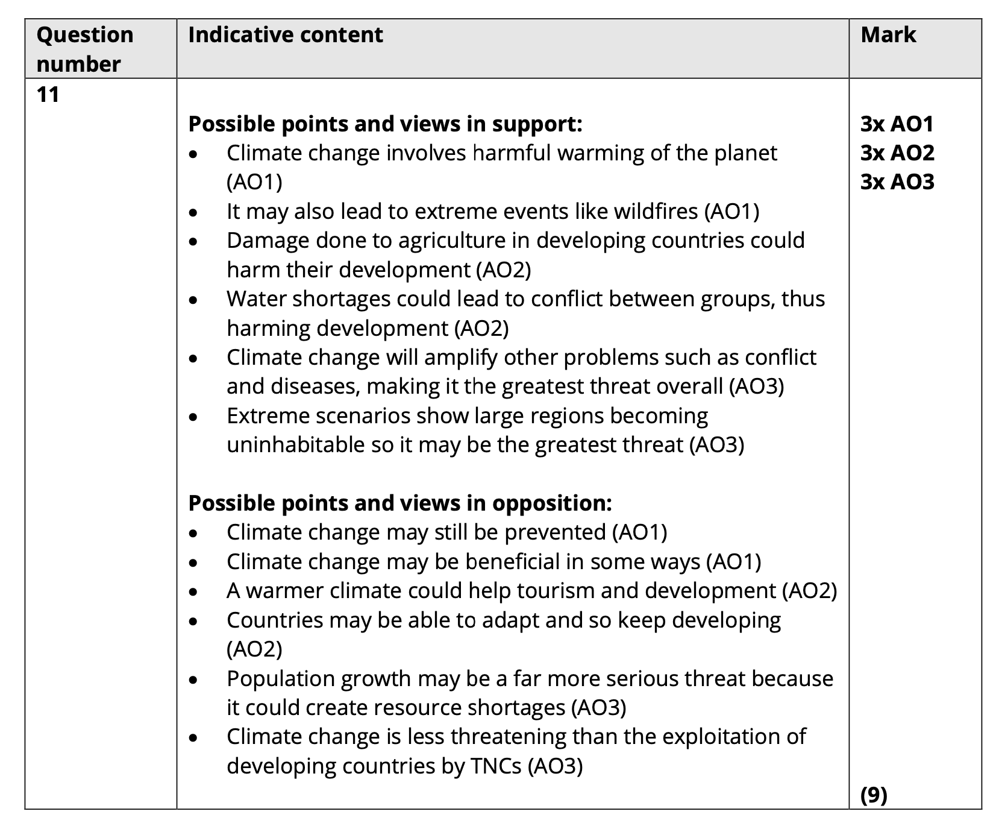 Question number
Indicative content
Mark
11
Possible points and views in support:
• Climate change involves harmful warming of the planet
(AO1)
• It may also lead to extreme events like wildfires (AO1)
• Damage done to agriculture in developing countries could
harm their development (AO2)
• Water shortages could lead to conflict between groups, thus
harming development (AO2)
• Climate change will amplify other problems such as conflict
and diseases, making it the greatest threat overall (AO3)
• Extreme scenarios show large regions becoming
uninhabitable so it may be the greatest threat (AO3)
Possible points and views in opposition:
• Climate change may still be prevented (AO1)
• Climate change may be beneficial in some ways (AO1)
• A warmer climate could help tourism and development (AO2)
• Countries may be able to adapt and so keep developing
(AO2)
• Population growth may be a far more serious threat because
it could create resource shortages (AO3)
• Climate change is less threatening than the exploitation of
developing countries by TNCs (AO3)
3x AO1
3x AO2
3x AO3
(9)